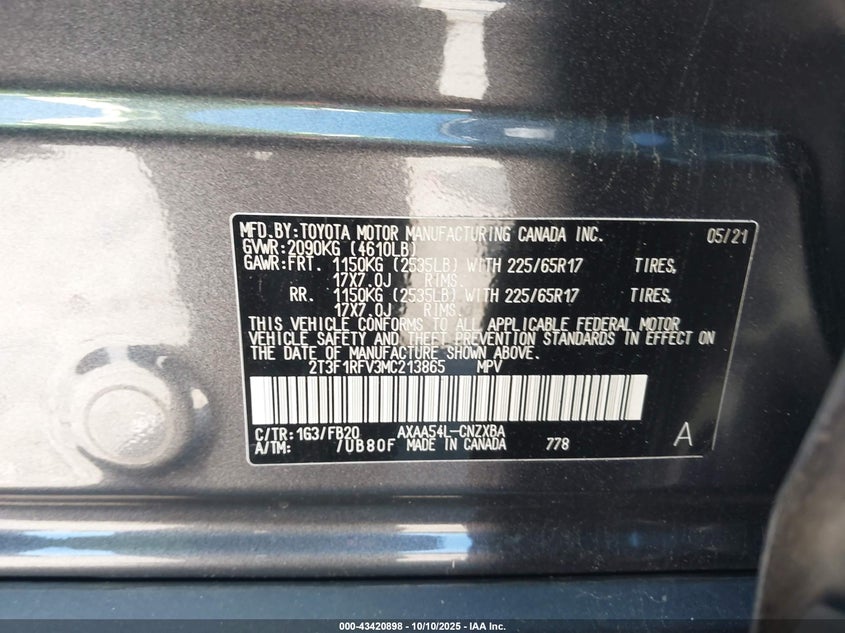 MFD.BY:TOYOTA MOTOR MANUFACTURING CANADA INC. 05/21
GVWR:2090KG (4610LB)
GAWR:FRT. 1150KG (2535LB) WITH 225/65R17 TIRES,
17X7.0J RIMS.
RR. 1150KG (2535LB) WITH 225/65R17 TIRES,
17X7.0J RIMS.
THIS VEHICLE CONFORMS TO ALL APPLICABLE FEDERAL MOTOR
VEHICLE SAFETY AND THEFT PREVENTION STANDARDS IN EFFECT ON
THE DATE OF MANUFACTURE SHOWN ABOVE.
2T3F1RFV3MC213865 MPV
C/TR:1G3/FB20 AXAA54L-CNZXBA
A/TM: /UB80F MADE IN CANADA 778 A
000-43420898 - 10/10/2025 - IAA Inc.